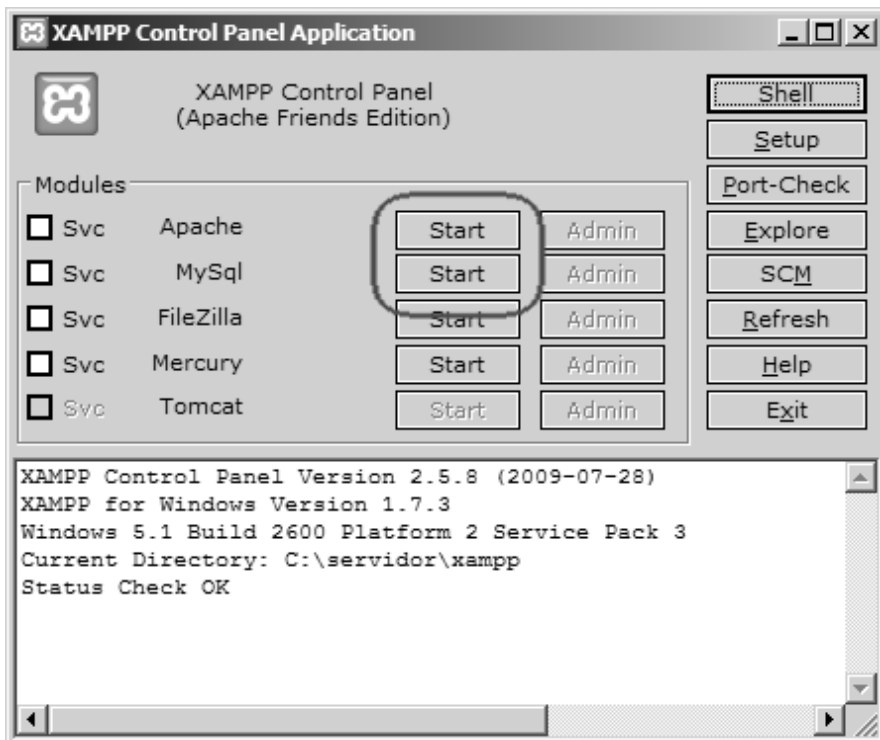 XAMPP Control Panel Application
XAMPP Control Panel
(Apache Friends Edition)
Shell
Setup
Port-Check
Explore
SCM
Refresh
Help
Exit
Modules
Svc Apache Start Admin
Svc MySql Start Admin
Svc FileZilla Start Admin
Svc Mercury Start Admin
Svc Tomcat Start Admin
XAMPP Control Panel Version 2.5.8 (2009-07-28)
XAMPP for Windows Version 1.7.3
Windows 5.1 Build 2600 Platform 2 Service Pack 3
Current Directory: C:\servidor\xampp
Status Check OK